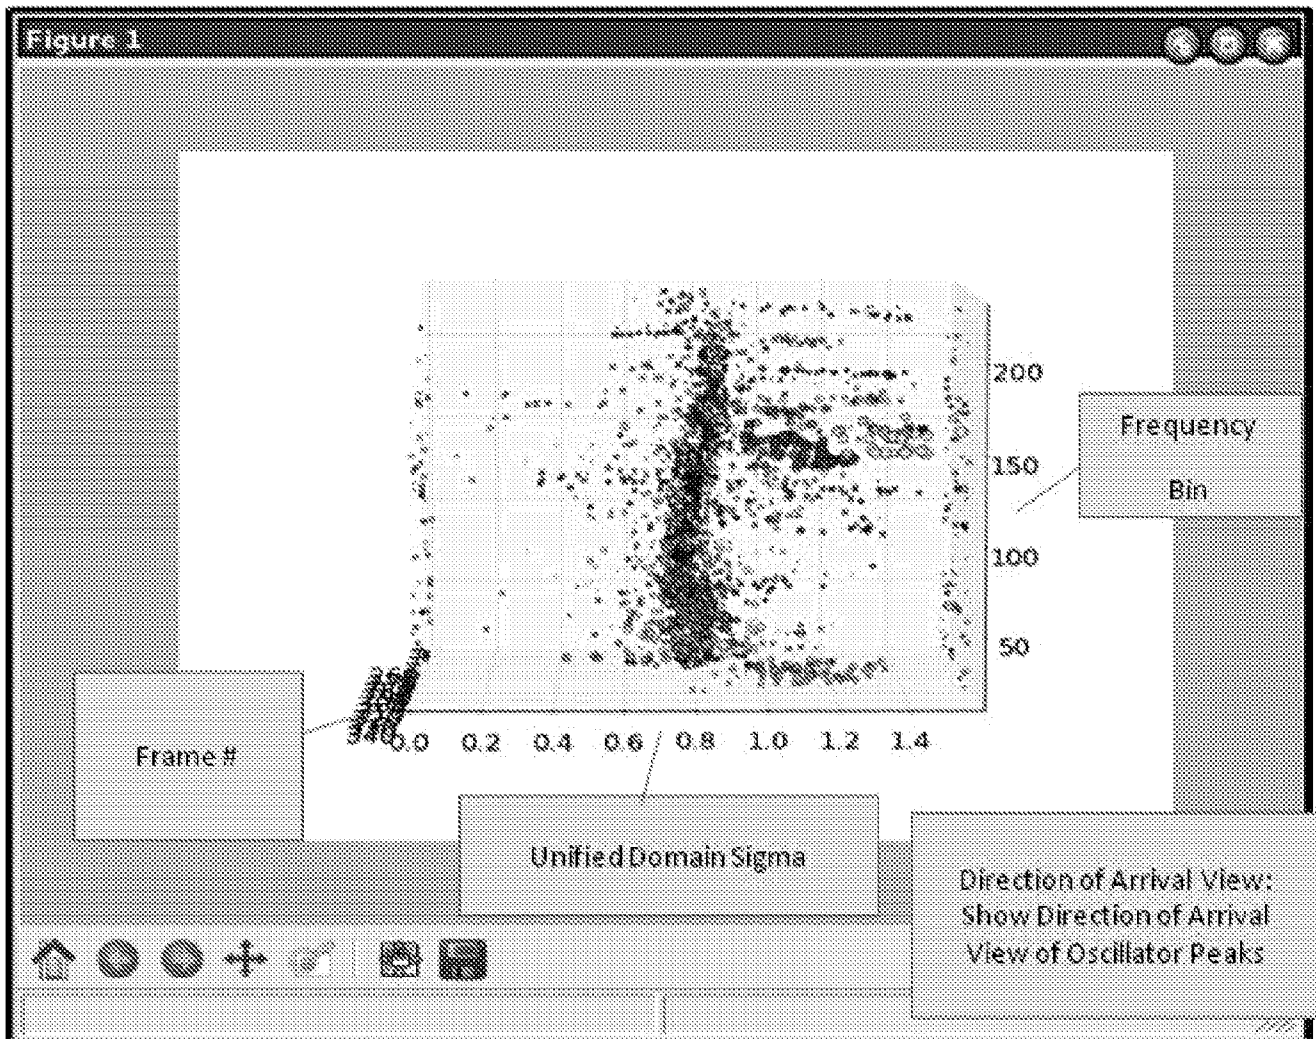 Figure 1
200
Frequency
Bin
150
100
50
Frame #
0.0 0.2 0.4 0.6 0.8 1.0 1.2 1.4
Unified Domain Sigma
Direction of Arrival View:
Show Direction of Arrival
View of Oscillator Peaks